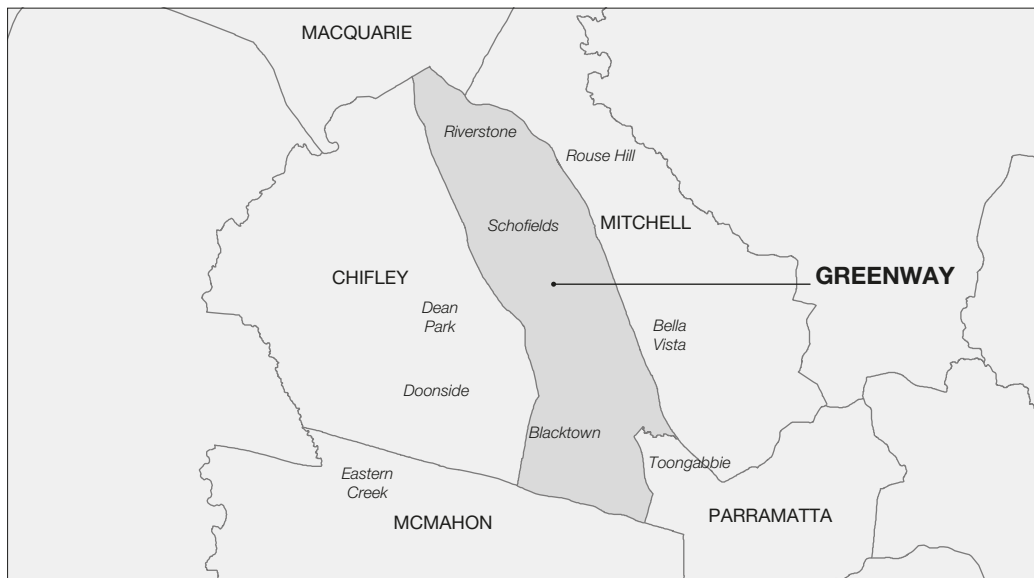 MACQUARIE
Riverstone
Rouse Hill
Schofields
MITCHELL
CHIFLEY
GREENWAY
Dean
Park
Bella
Vista
Doonside
Blacktown
Toongabbie
Eastern
Creek
MCMAHON
PARRAMATTA